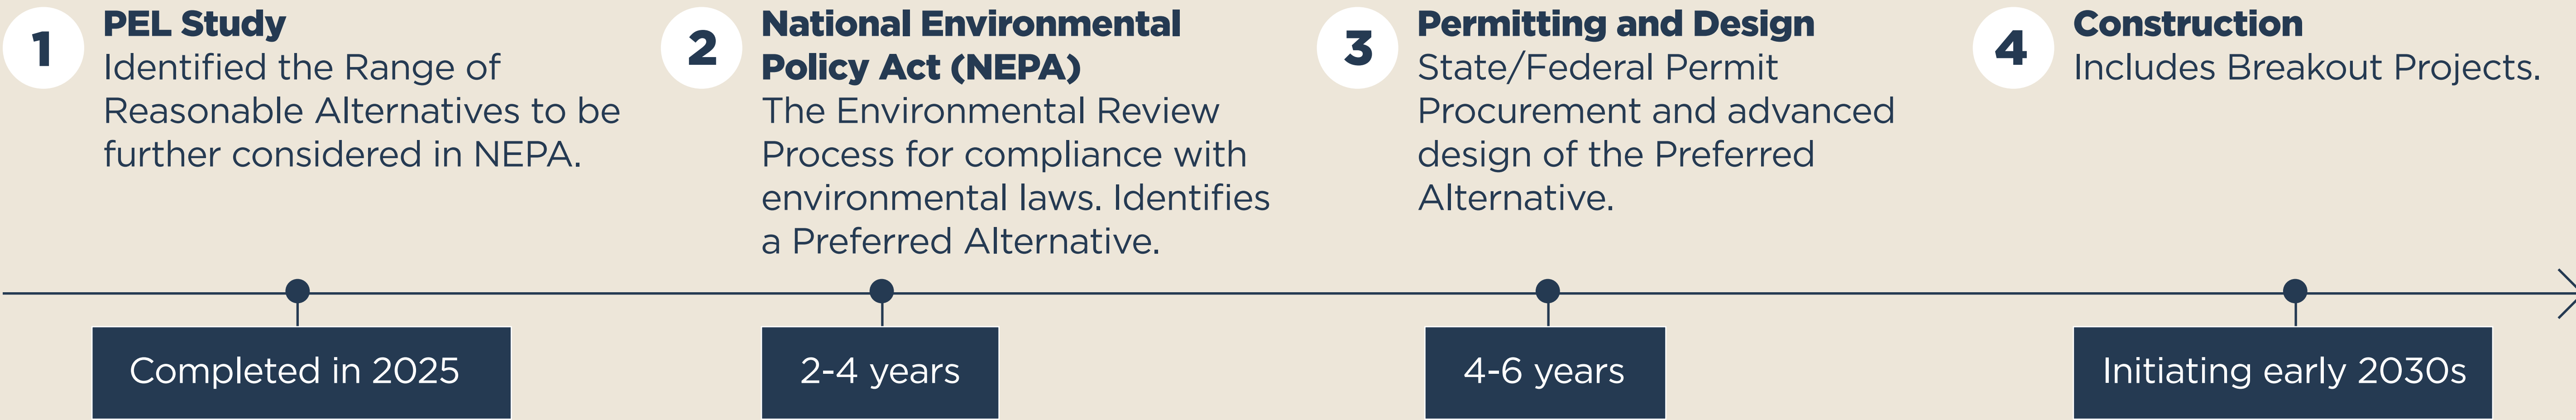 1
PEL Study
Identified the Range of
Reasonable Alternatives to be
further considered in NEPA.
2
National Environmental
Policy Act (NEPA)
The Environmental Review
Process for compliance with
environmental laws. Identifies
a Preferred Alternative.
3
Permitting and Design
State/Federal Permit
Procurement and advanced
design of the Preferred
Alternative.
4
Construction
Includes Breakout Projects.
Completed in 2025
2-4 years
4-6 years
Initiating early 2030s